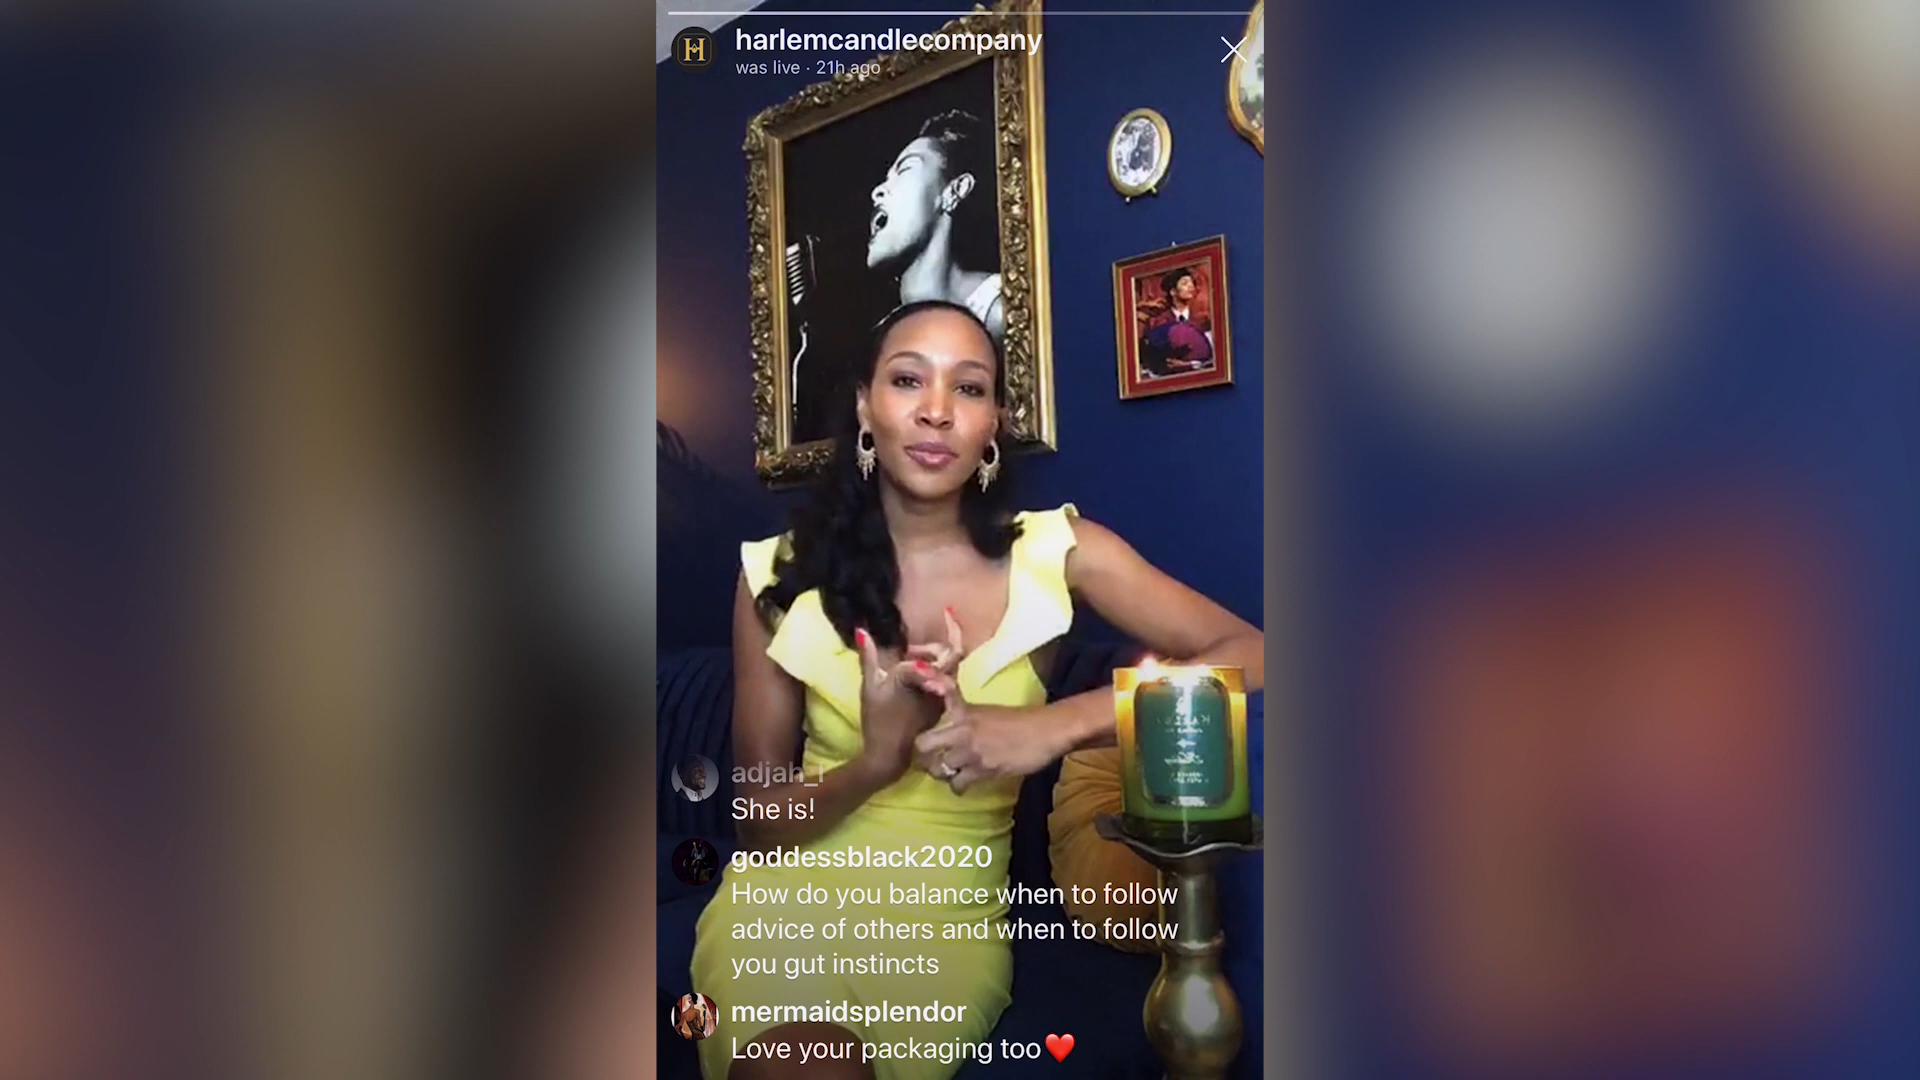 H
harlemcandlecompany
was live · 21h ago
adjah_l
She is!
goddessblack2020
How do you balance when to follow
advice of others and when to follow
you gut instincts
mermaidsplendor
Love your packaging too❤️